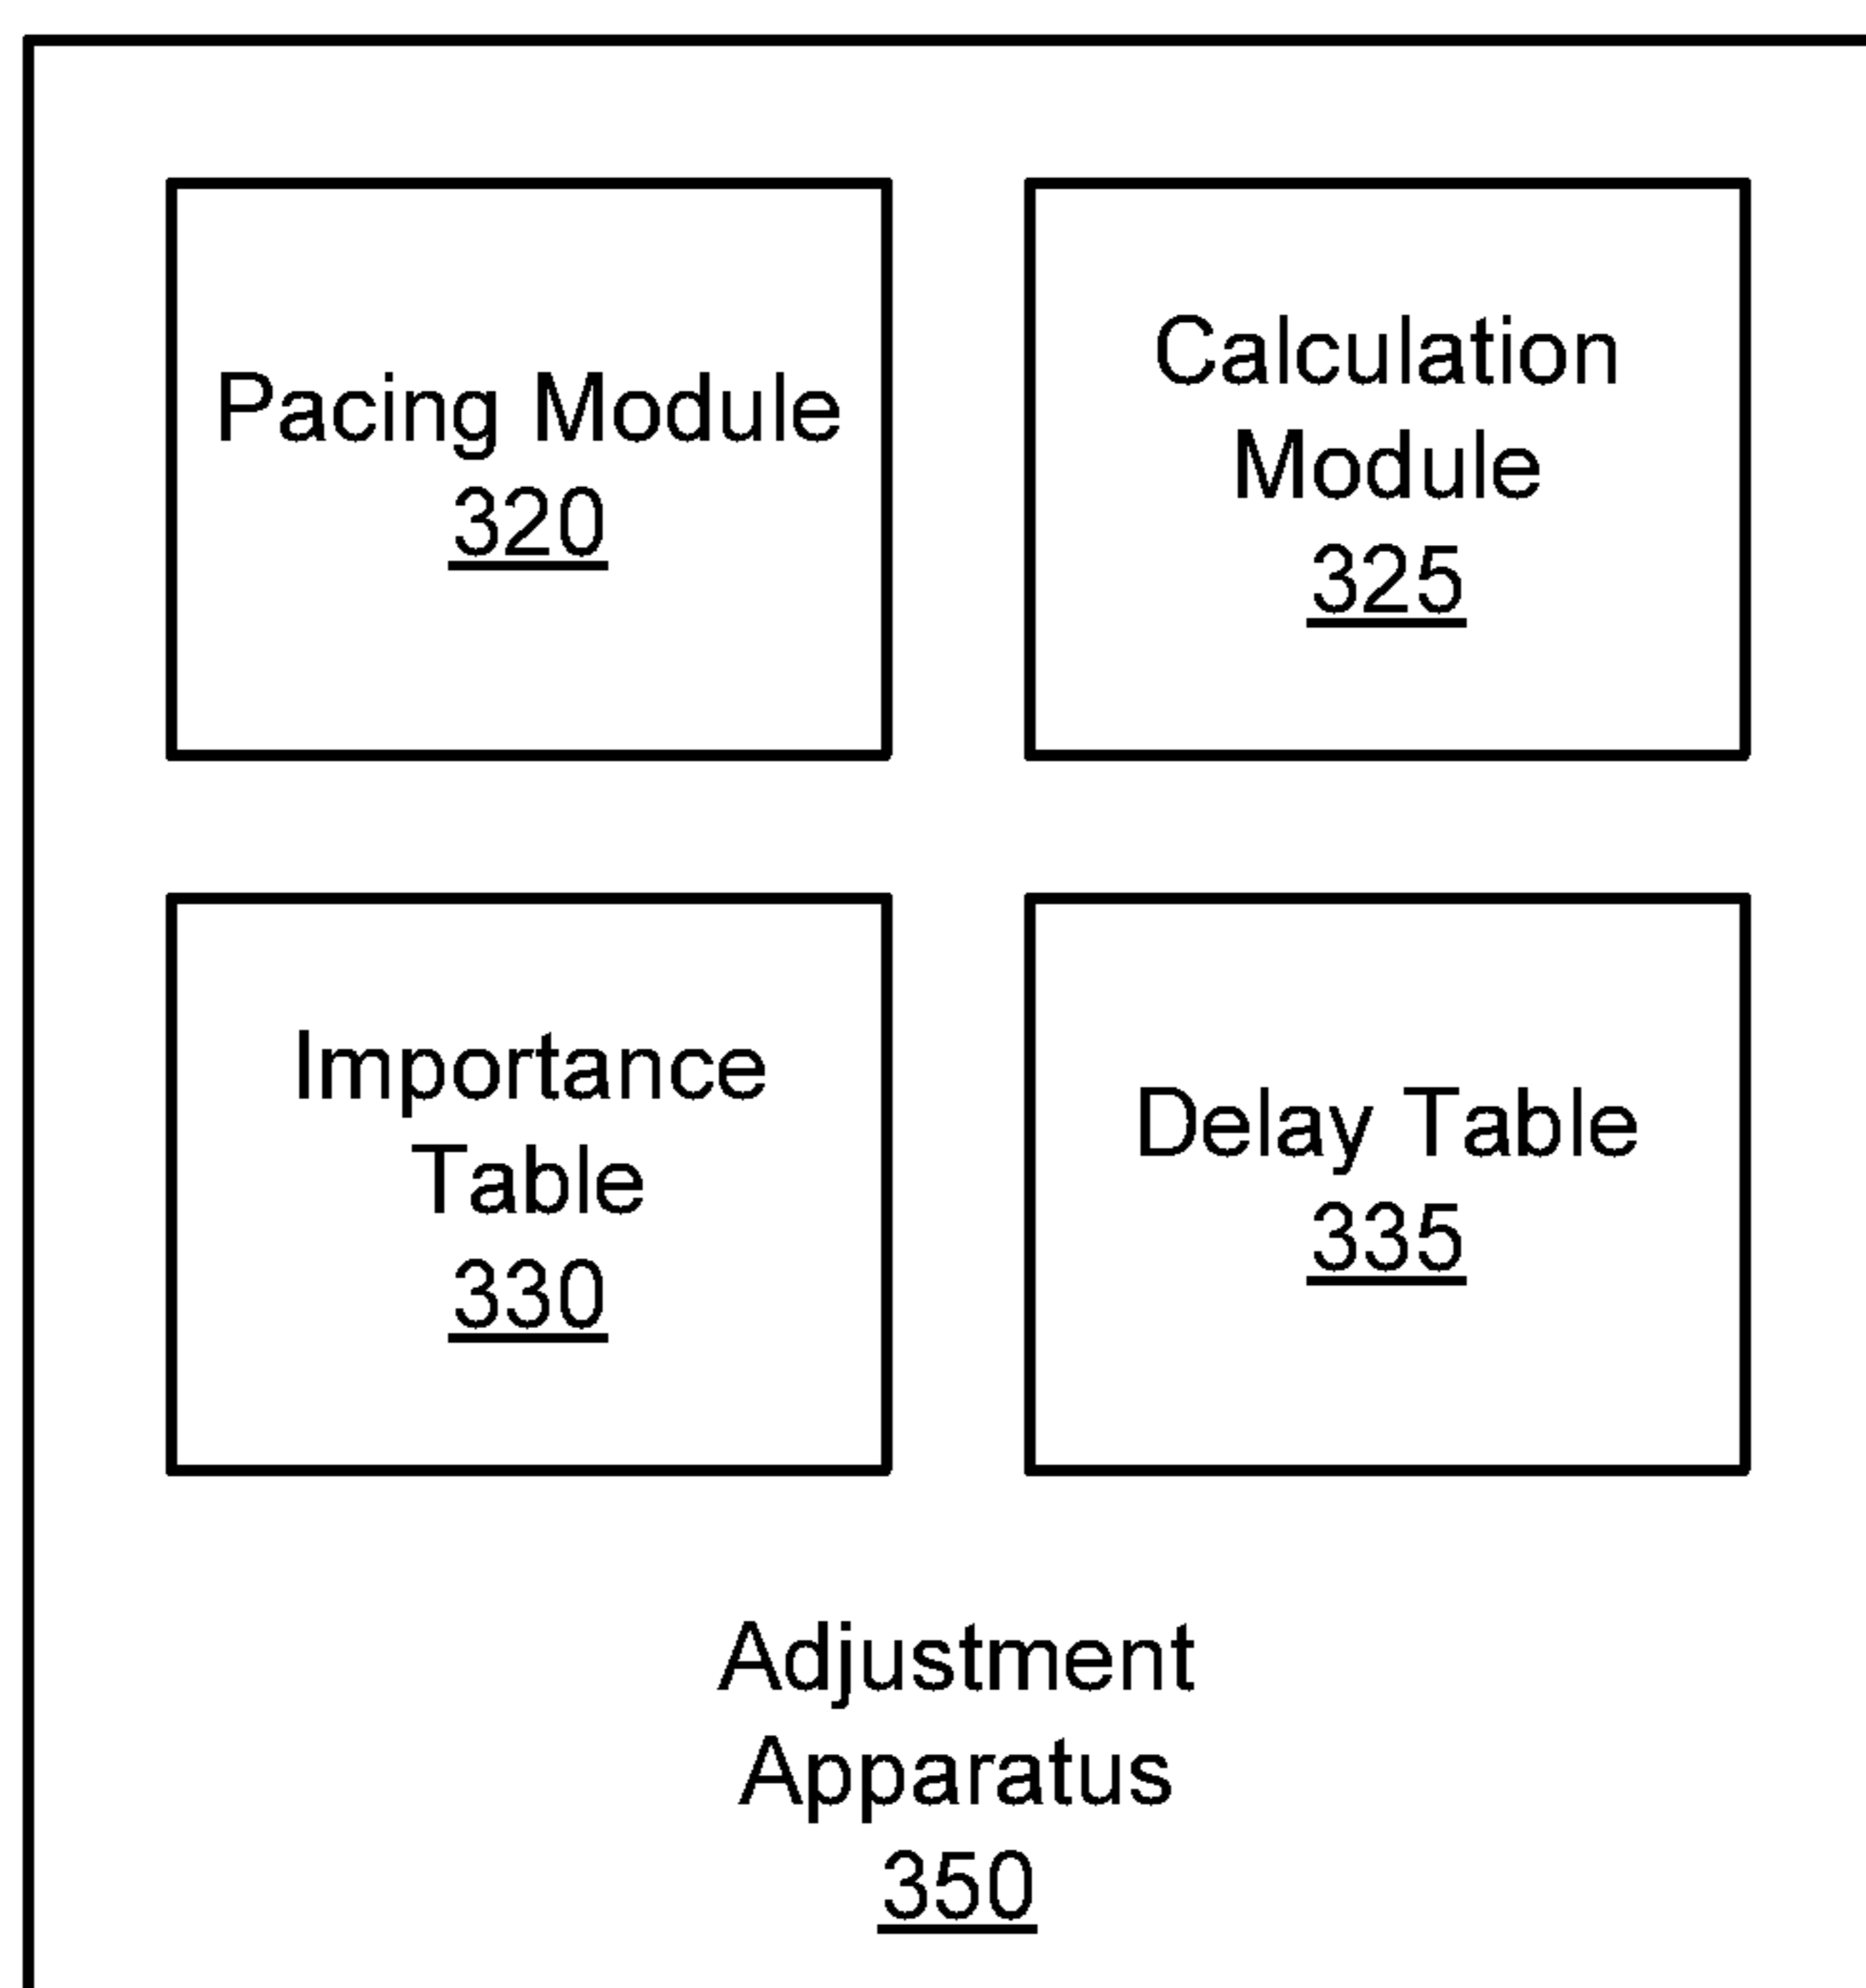 Pacing Module
320
Calculation
Module
325
Importance
Table
330
Delay Table
335
Adjustment
Apparatus
350